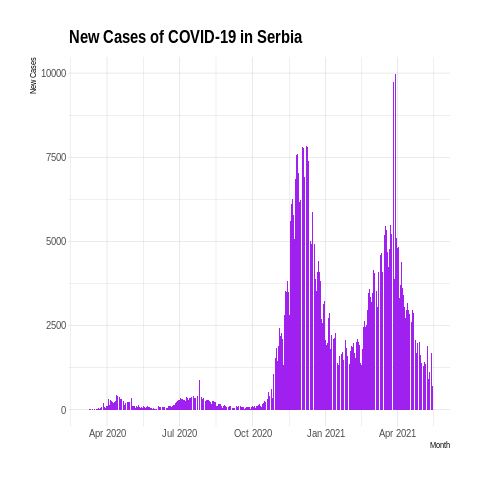 New Cases of COVID-19 in Serbia
New Cases
10000
7500
5000
2500
0
Apr 2020
Jul 2020
Oct 2020
Jan 2021
Apr 2021
Month